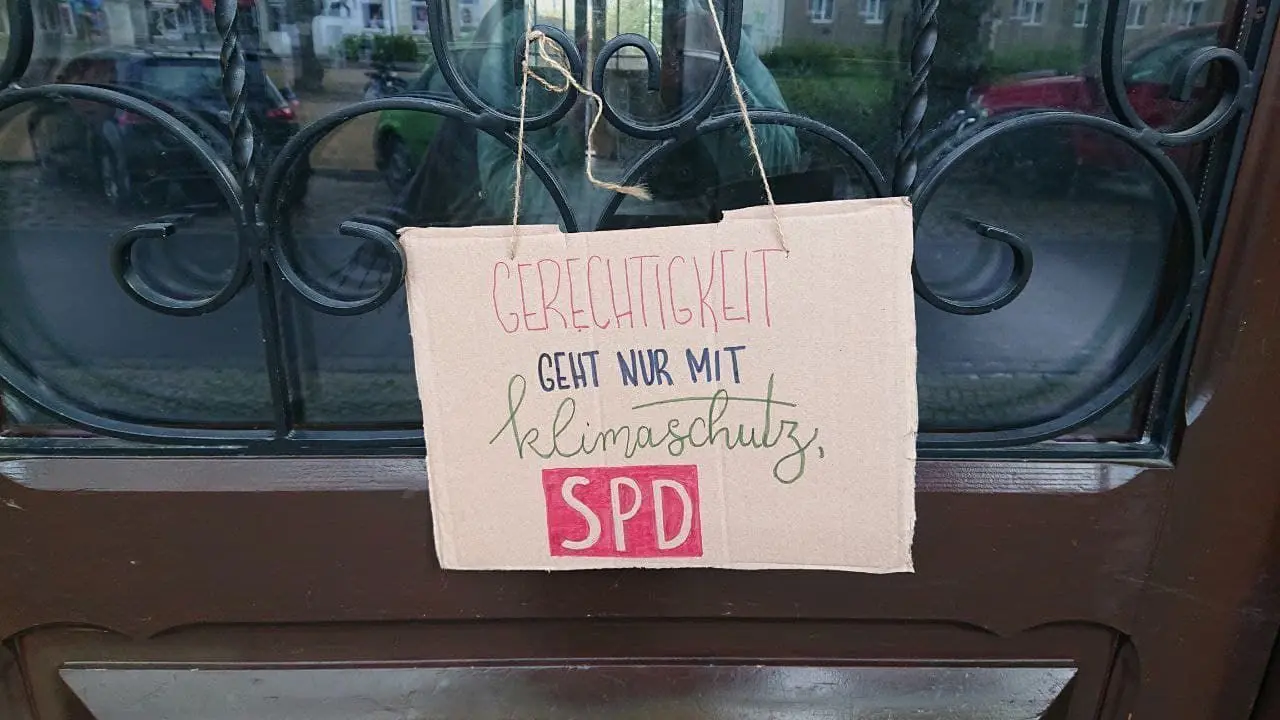 GERECHTIGKEIT
GEHT NUR MIT
klimaschutz,
SPD